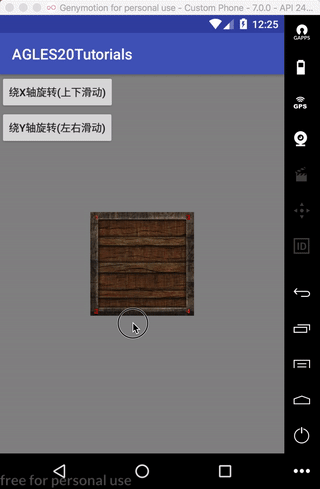 Genymotion for personal use - Custom Phone - 7.0.0 - API 24...
12:25
AGLES20Tutorials
绕X轴旋转(上下滑动)
绕Y轴旋转(左右滑动)
GAPPS
GPS
ID
free for personal use